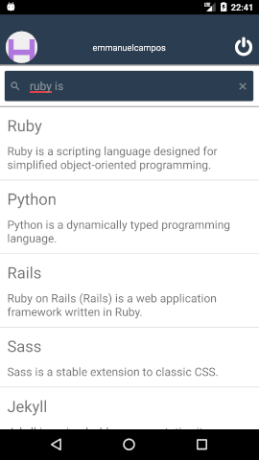 22:41
emmanuelcampos
ruby is
Ruby
Ruby is a scripting language designed for
simplified object-oriented programming.
Python
Python is a dynamically typed programming
language.
Rails
Ruby on Rails (Rails) is a web application
framework written in Ruby.
Sass
Sass is a stable extension to classic CSS.
Jekyll